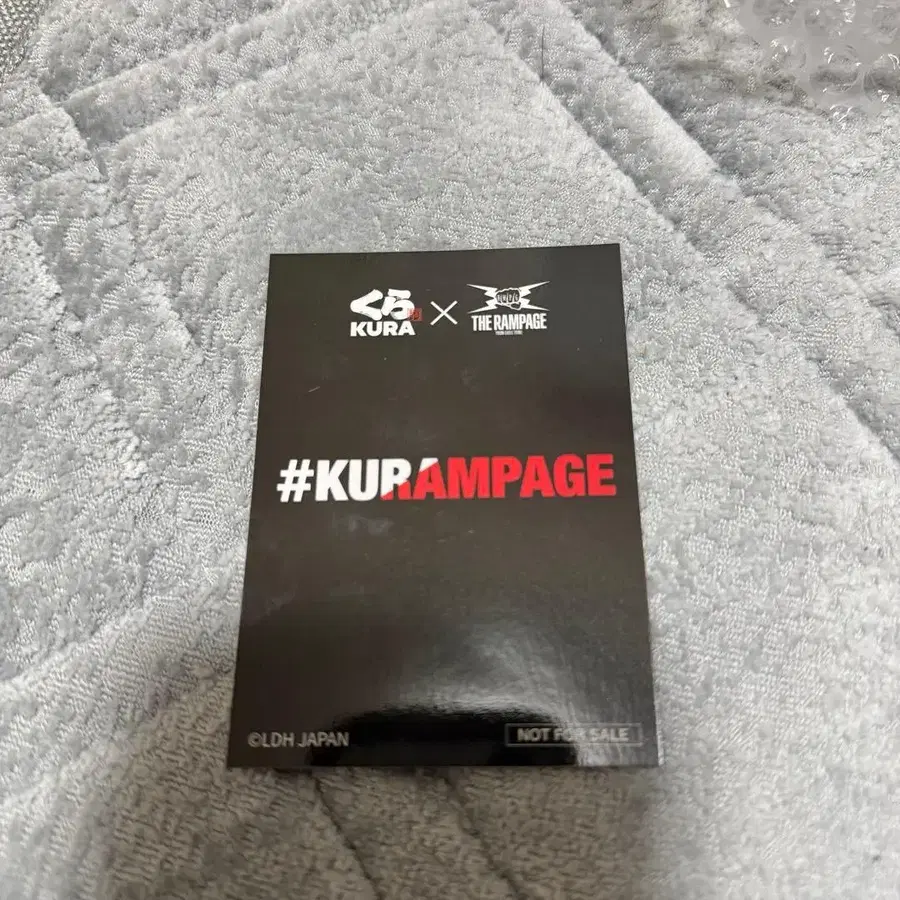 くら
KURA
×
THE RAMPAGE
#KURAMPAGE
©LDH JAPAN
NOT FOR SALE